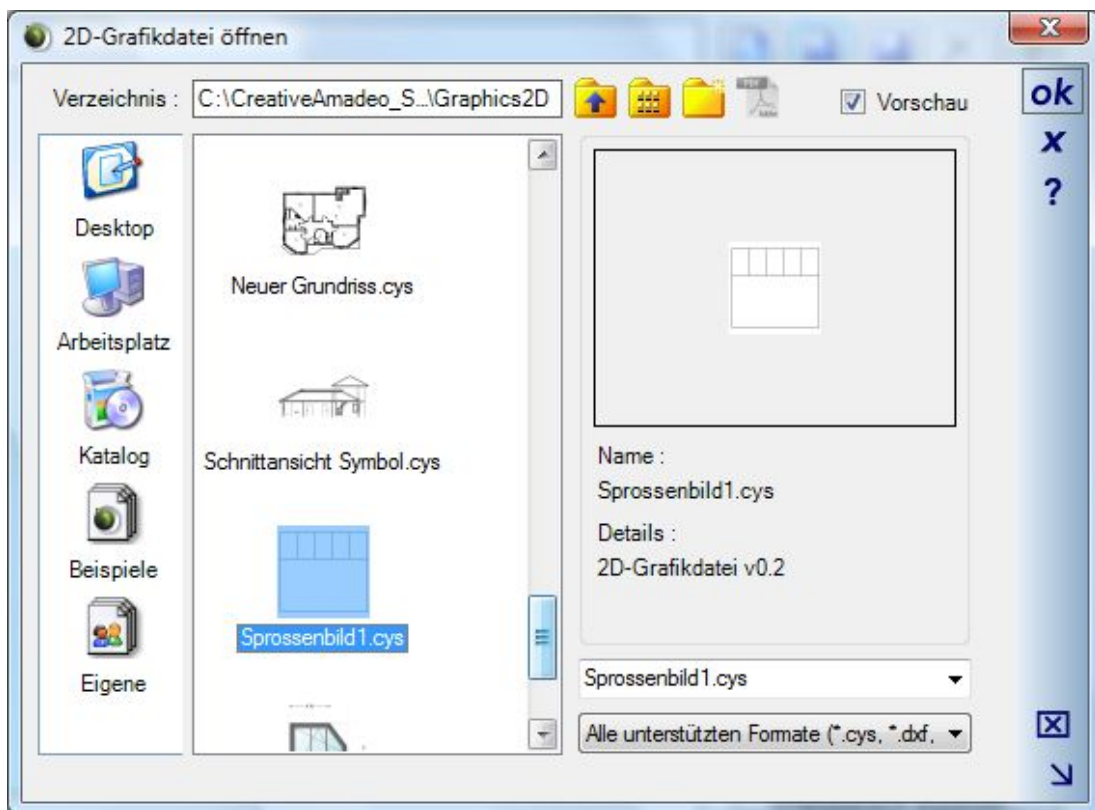 2D-Grafikdatei öffnen
Verzeichnis : C:\CreativeAmadeo_S...\Graphics2D
PDF
Vorschau
ok
x
?
Desktop
Arbeitsplatz
Katalog
Beispiele
Eigene
Neuer Grundriss.cys
Schnittansicht Symbol.cys
Sprossenbild1.cys
Name :
Sprossenbild1.cys
Details :
2D-Grafikdatei v0.2
Sprossenbild1.cys
Alle unterstützten Formate (*.cys, *.dxf,